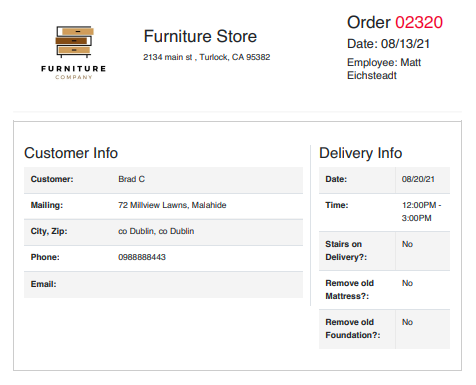 FURNITURE
COMPANY
Furniture Store
2134 main st , Turlock, CA 95382
Order 02320
Date: 08/13/21
Employee: Matt
Eichsteadt
Customer Info
Customer: Brad C
Mailing: 72 Millview Lawns, Malahide
City, Zip: co Dublin, co Dublin
Phone: 0988888443
Email:
Delivery Info
Date: 08/20/21
Time: 12:00PM -
3:00PM
Stairs on No
Delivery?:
Remove old No
Mattress?:
Remove old No
Foundation?: